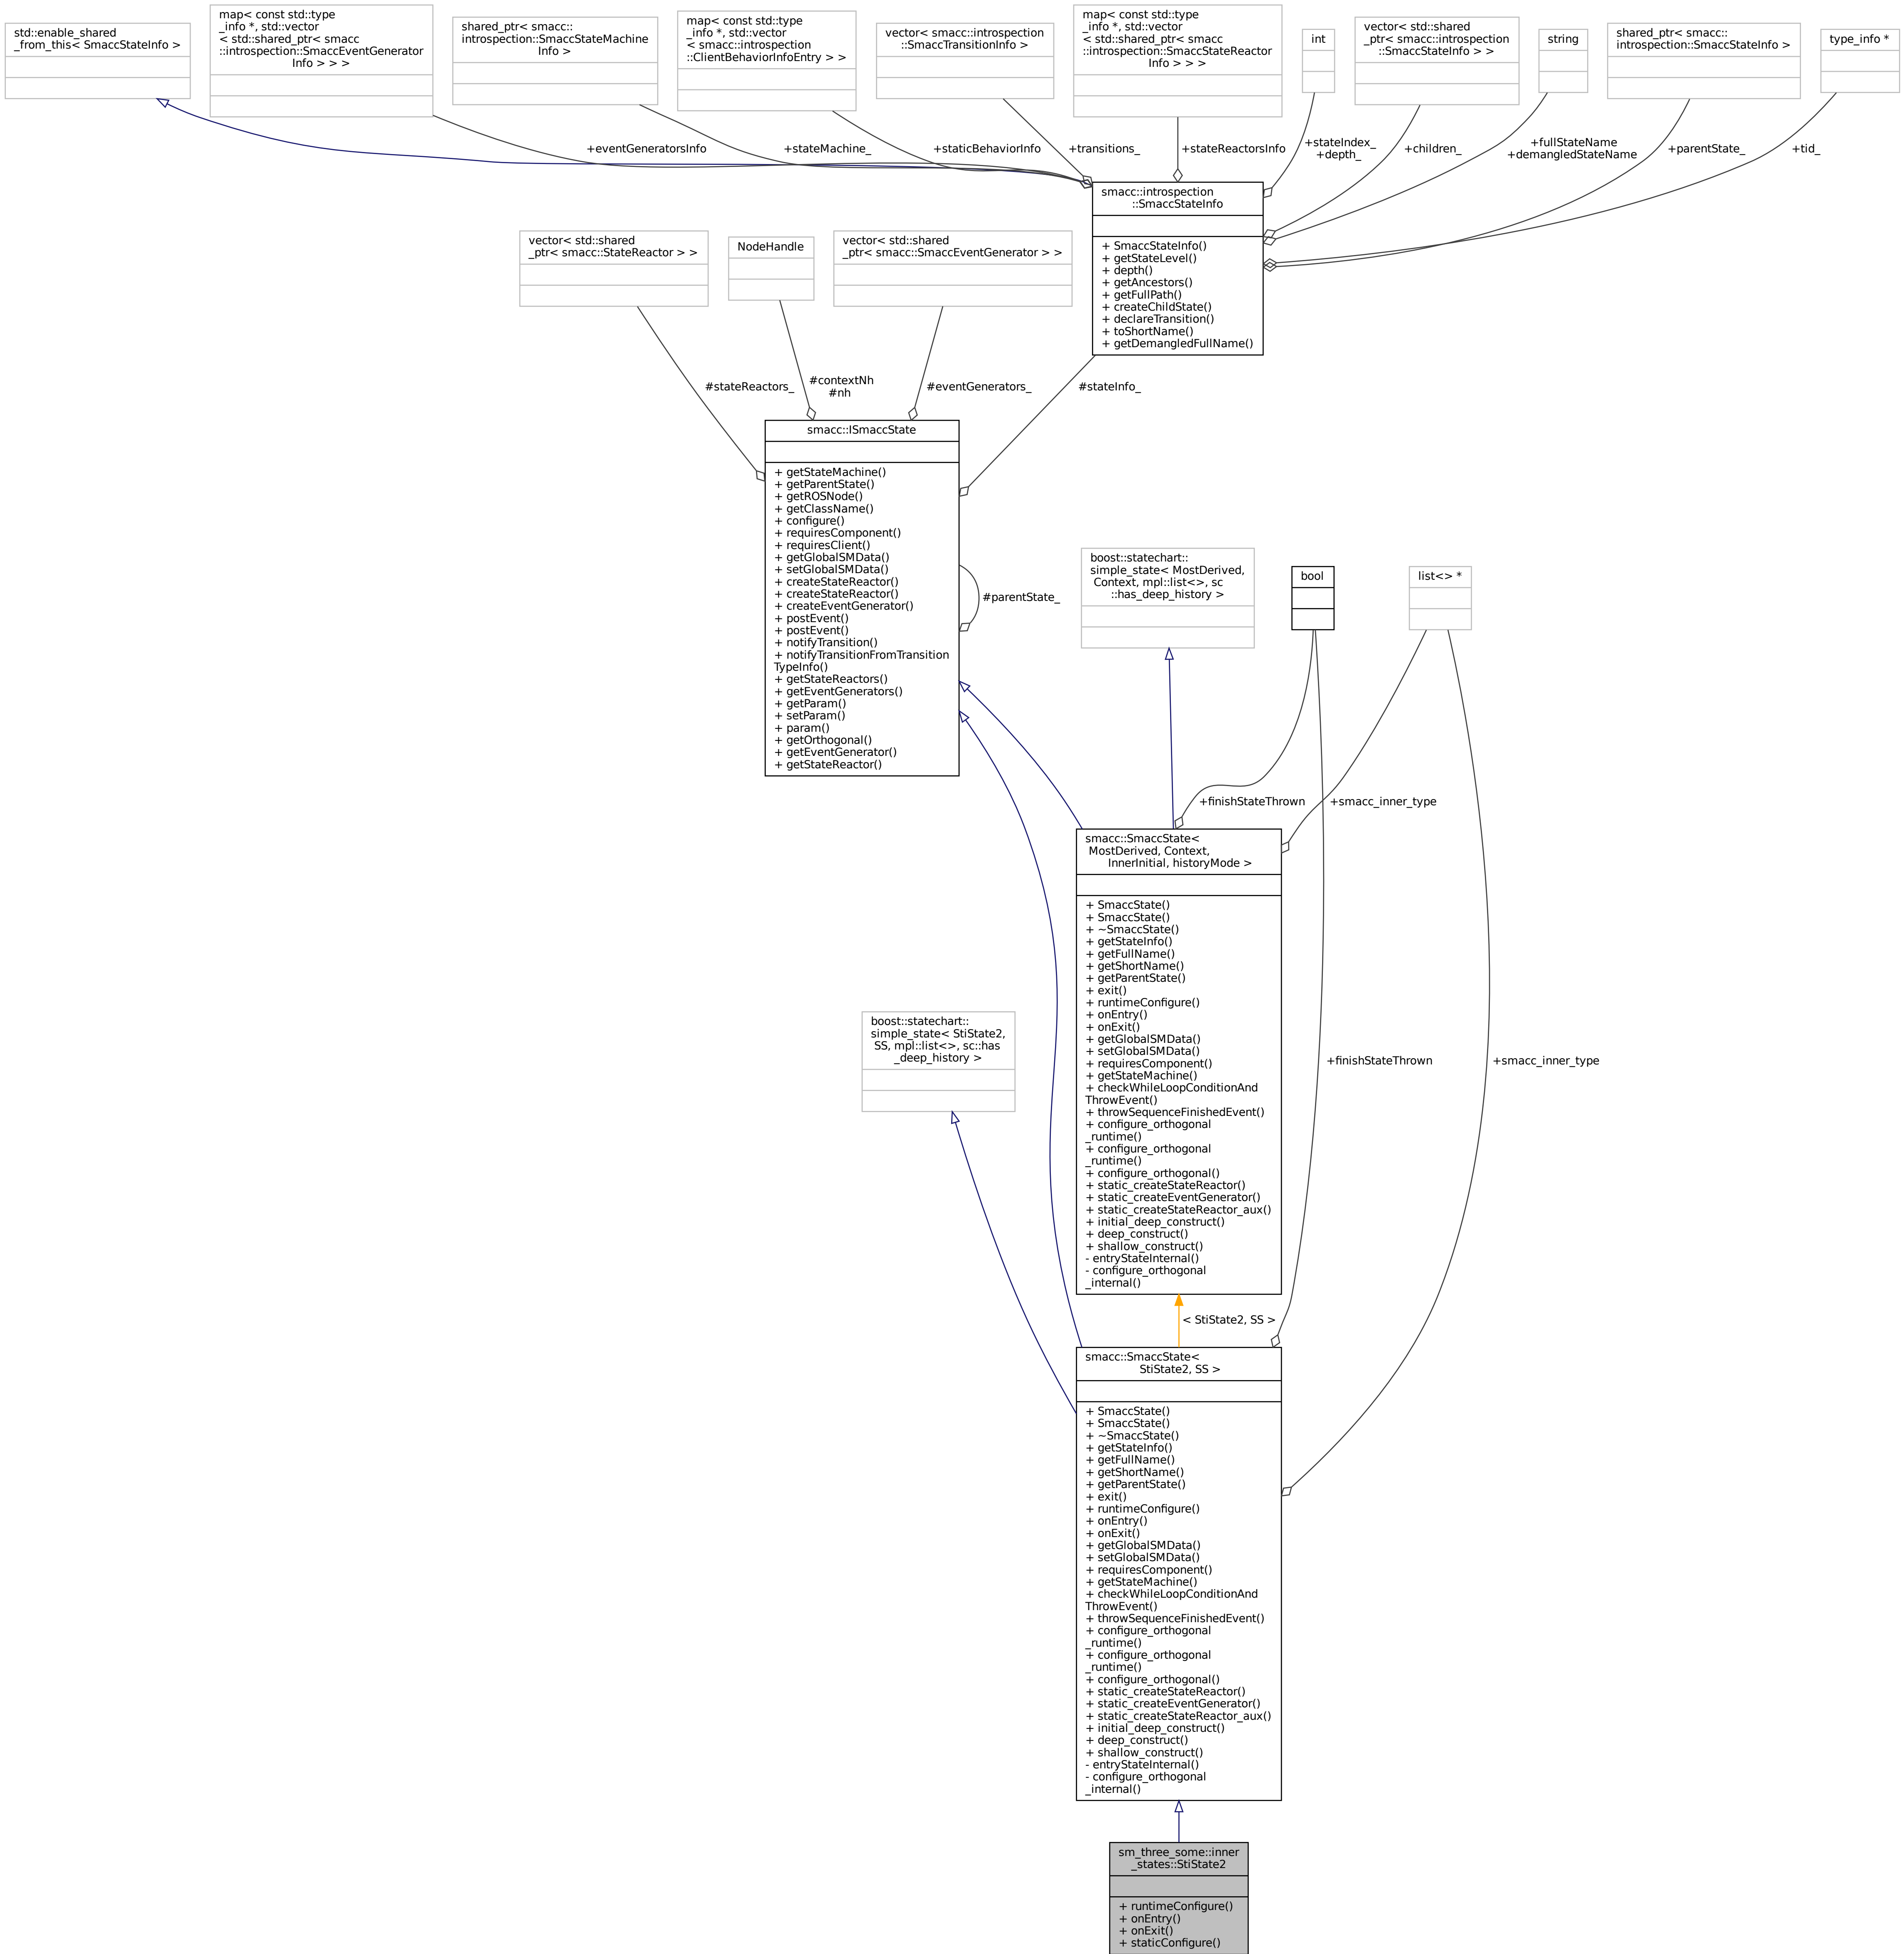 std::enable_shared
_from_this< SmaccStateInfo >
map< const std::type
_info *, std::vector
< std::shared_ptr< smacc
::introspection::SmaccEventGenerator
Info > > >
shared_ptr< smacc::
introspection::SmaccStateMachine
Info >
map< const std::type
_info *, std::vector
< smacc::introspection
::ClientBehaviorInfoEntry > >
vector< smacc::introspection
::SmaccTransitionInfo >
map< const std::type
_info *, std::vector
< std::shared_ptr< smacc
::introspection::SmaccStateReactor
Info > > >
int
vector< std::shared
_ptr< smacc::introspection
::SmaccStateInfo > >
string
shared_ptr< smacc::
introspection::SmaccStateInfo >
type_info *
+eventGeneratorsInfo
+stateMachine_
+staticBehaviorInfo
+transitions_
+stateReactorsInfo
+stateIndex_
+depth_
+children_
+fullStateName
+demangledStateName
+parentState_
+tid_
smacc::introspection
::SmaccStateInfo
+ SmaccStateInfo()
+ getStateLevel()
+ depth()
+ getAncestors()
+ getFullPath()
+ createChildState()
+ declareTransition()
+ toShortName()
+ getDemangledFullName()
vector< std::shared
_ptr< smacc::StateReactor > >
NodeHandle
vector< std::shared
_ptr< smacc::SmaccEventGenerator > >
#stateReactors_
#contextNh
#nh
#eventGenerators_
#stateInfo_
smacc::ISmaccState
+ getStateMachine()
+ getParentState()
+ getROSNode()
+ getClassName()
+ configure()
+ requiresComponent()
+ requiresClient()
+ getGlobalSMData()
+ setGlobalSMData()
+ createStateReactor()
+ createStateReactor()
+ createEventGenerator()
+ postEvent()
+ postEvent()
+ notifyTransition()
+ notifyTransitionFromTransition
TypeInfo()
+ getStateReactors()
+ getEventGenerators()
+ getParam()
+ setParam()
+ param()
+ getOrthogonal()
+ getEventGenerator()
+ getStateReactor()
#parentState_
boost::statechart::
simple_state< MostDerived,
Context, mpl::list<>, sc
::has_deep_history >
bool
list<> *
+finishStateThrown
+smacc_inner_type
smacc::SmaccState<
MostDerived, Context,
InnerInitial, historyMode >
+ SmaccState()
+ SmaccState()
+ ~SmaccState()
+ getStateInfo()
+ getFullName()
+ getShortName()
+ getParentState()
+ exit()
+ runtimeConfigure()
+ onEntry()
+ onExit()
+ getGlobalSMData()
+ setGlobalSMData()
+ requiresComponent()
+ getStateMachine()
+ checkWhileLoopConditionAnd
ThrowEvent()
+ throwSequenceFinishedEvent()
+ configure_orthogonal
_runtime()
+ configure_orthogonal
_runtime()
+ configure_orthogonal()
+ static_createStateReactor()
+ static_createEventGenerator()
+ static_createStateReactor_aux()
+ initial_deep_construct()
+ deep_construct()
+ shallow_construct()
- entryStateInternal()
- configure_orthogonal
_internal()
boost::statechart::
simple_state< StiState2,
SS, mpl::list<>, sc::has
_deep_history >
+finishStateThrown
+smacc_inner_type
< StiState2, SS >
smacc::SmaccState<
StiState2, SS >
+ SmaccState()
+ SmaccState()
+ ~SmaccState()
+ getStateInfo()
+ getFullName()
+ getShortName()
+ getParentState()
+ exit()
+ runtimeConfigure()
+ onEntry()
+ onExit()
+ getGlobalSMData()
+ setGlobalSMData()
+ requiresComponent()
+ getStateMachine()
+ checkWhileLoopConditionAnd
ThrowEvent()
+ throwSequenceFinishedEvent()
+ configure_orthogonal
_runtime()
+ configure_orthogonal
_runtime()
+ configure_orthogonal()
+ static_createStateReactor()
+ static_createEventGenerator()
+ static_createStateReactor_aux()
+ initial_deep_construct()
+ deep_construct()
+ shallow_construct()
- entryStateInternal()
- configure_orthogonal
_internal()
sm_three_some::inner
_states::StiState2
+ runtimeConfigure()
+ onEntry()
+ onExit()
+ staticConfigure()